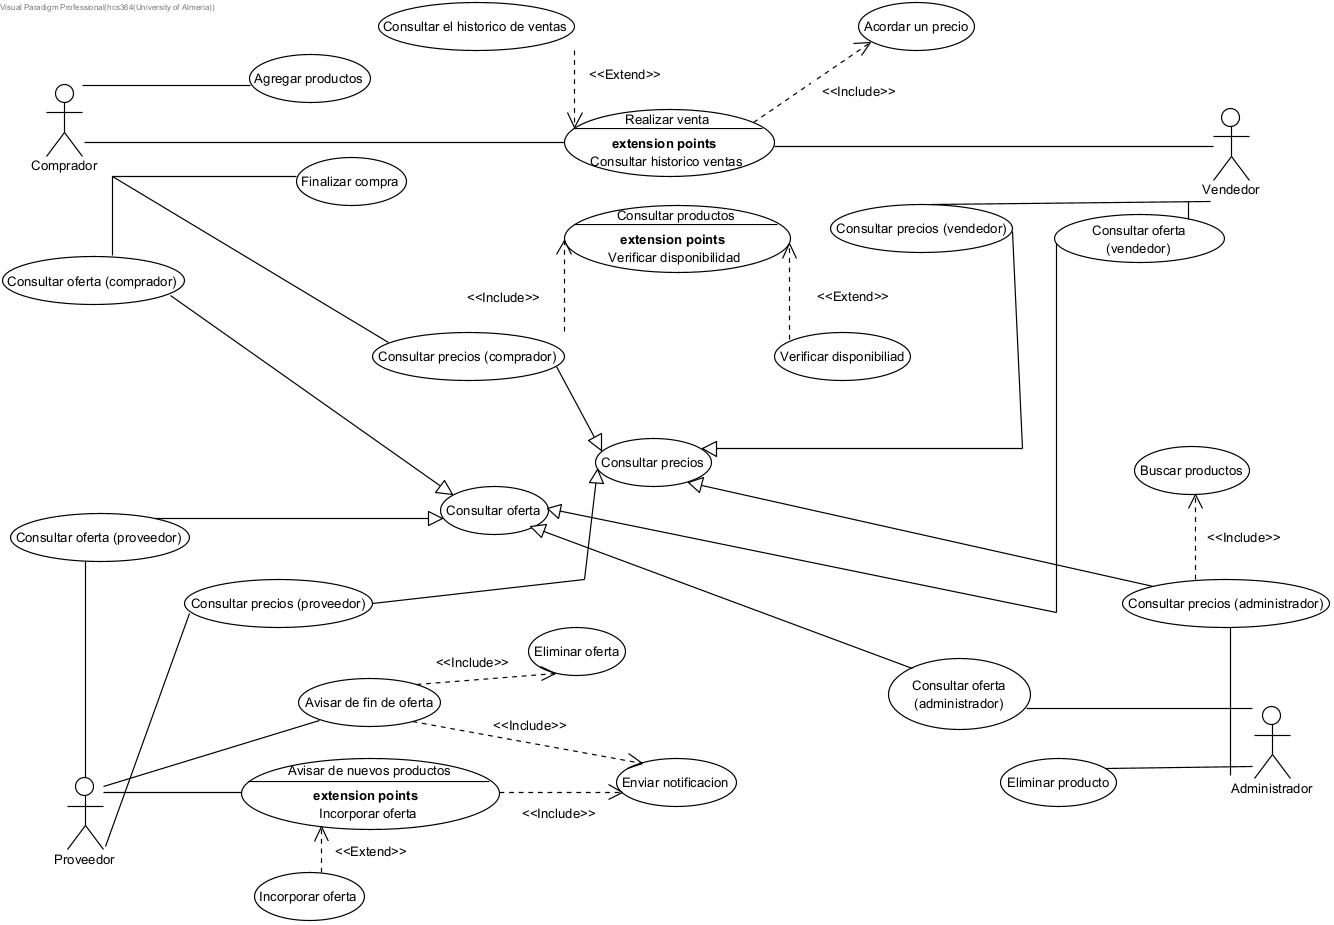 Visual Paradigm Professional(hcs364(University of Almeria))
Consultar el historico de ventas
Acordar un precio
Agregar productos
<<Extend>>
<<Include>>
Realizar venta
extension points
Consultar historico ventas
Comprador
Vendedor
Finalizar compra
Consultar productos
extension points
Verificar disponibilidad
Consultar precios (vendedor)
Consultar oferta
(vendedor)
Consultar oferta (comprador)
<<Include>>
<<Extend>>
Consultar precios (comprador)
Verificar disponibiliad
Consultar precios
Buscar productos
Consultar oferta
Consultar oferta (proveedor)
<<Include>>
Consultar precios (proveedor)
Consultar precios (administrador)
Eliminar oferta
<<Include>>
Avisar de fin de oferta
Consultar oferta
(administrador)
<<Include>>
Avisar de nuevos productos
extension points
Incorporar oferta
Enviar notificacion
Eliminar producto
Administrador
<<Include>>
Proveedor
<<Extend>>
Incorporar oferta